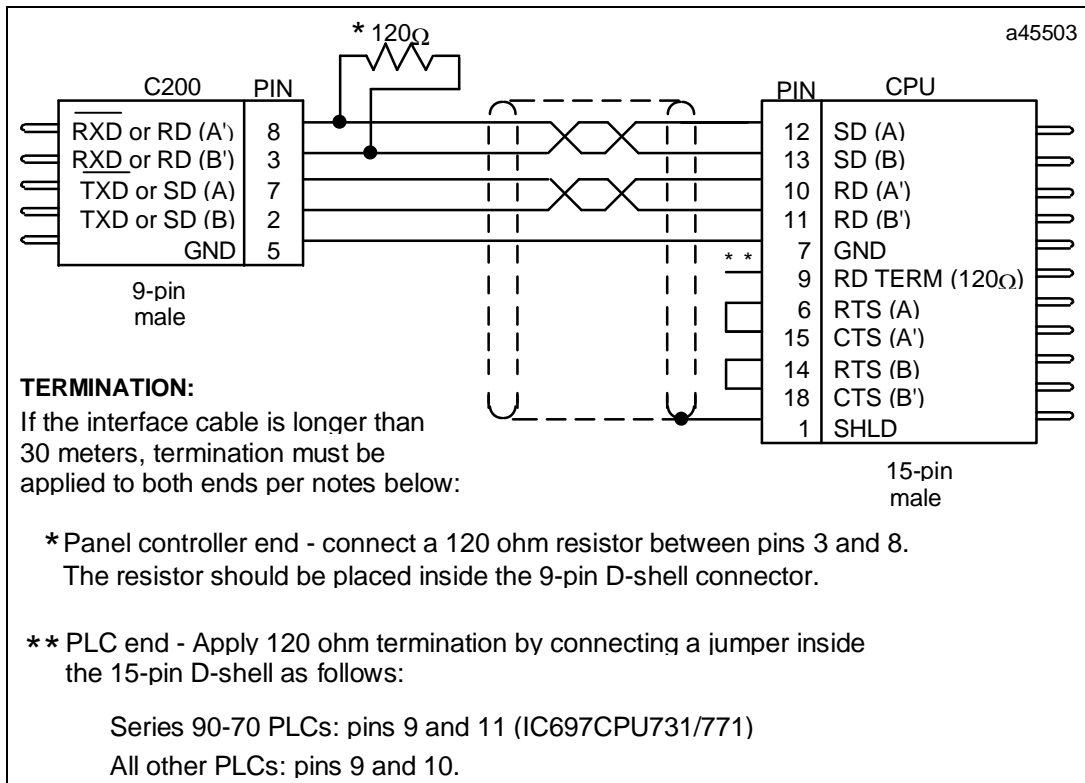 * 120Ω
a45503
C200 PIN
RXD or RD (A') 8
RXD or RD (B') 3
TXD or SD (A) 7
TXD or SD (B) 2
GND 5
9-pin
male
PIN CPU
12 SD (A)
13 SD (B)
10 RD (A')
11 RD (B')
7 GND
* * 9 RD TERM (120Ω)
6 RTS (A)
15 CTS (A')
14 RTS (B)
18 CTS (B')
1 SHLD
15-pin
male
TERMINATION:
If the interface cable is longer than
30 meters, termination must be
applied to both ends per notes below:
* Panel controller end - connect a 120 ohm resistor between pins 3 and 8.
The resistor should be placed inside the 9-pin D-shell connector.
** PLC end - Apply 120 ohm termination by connecting a jumper inside
the 15-pin D-shell as follows:
Series 90-70 PLCs: pins 9 and 11 (IC697CPU731/771)
All other PLCs: pins 9 and 10.